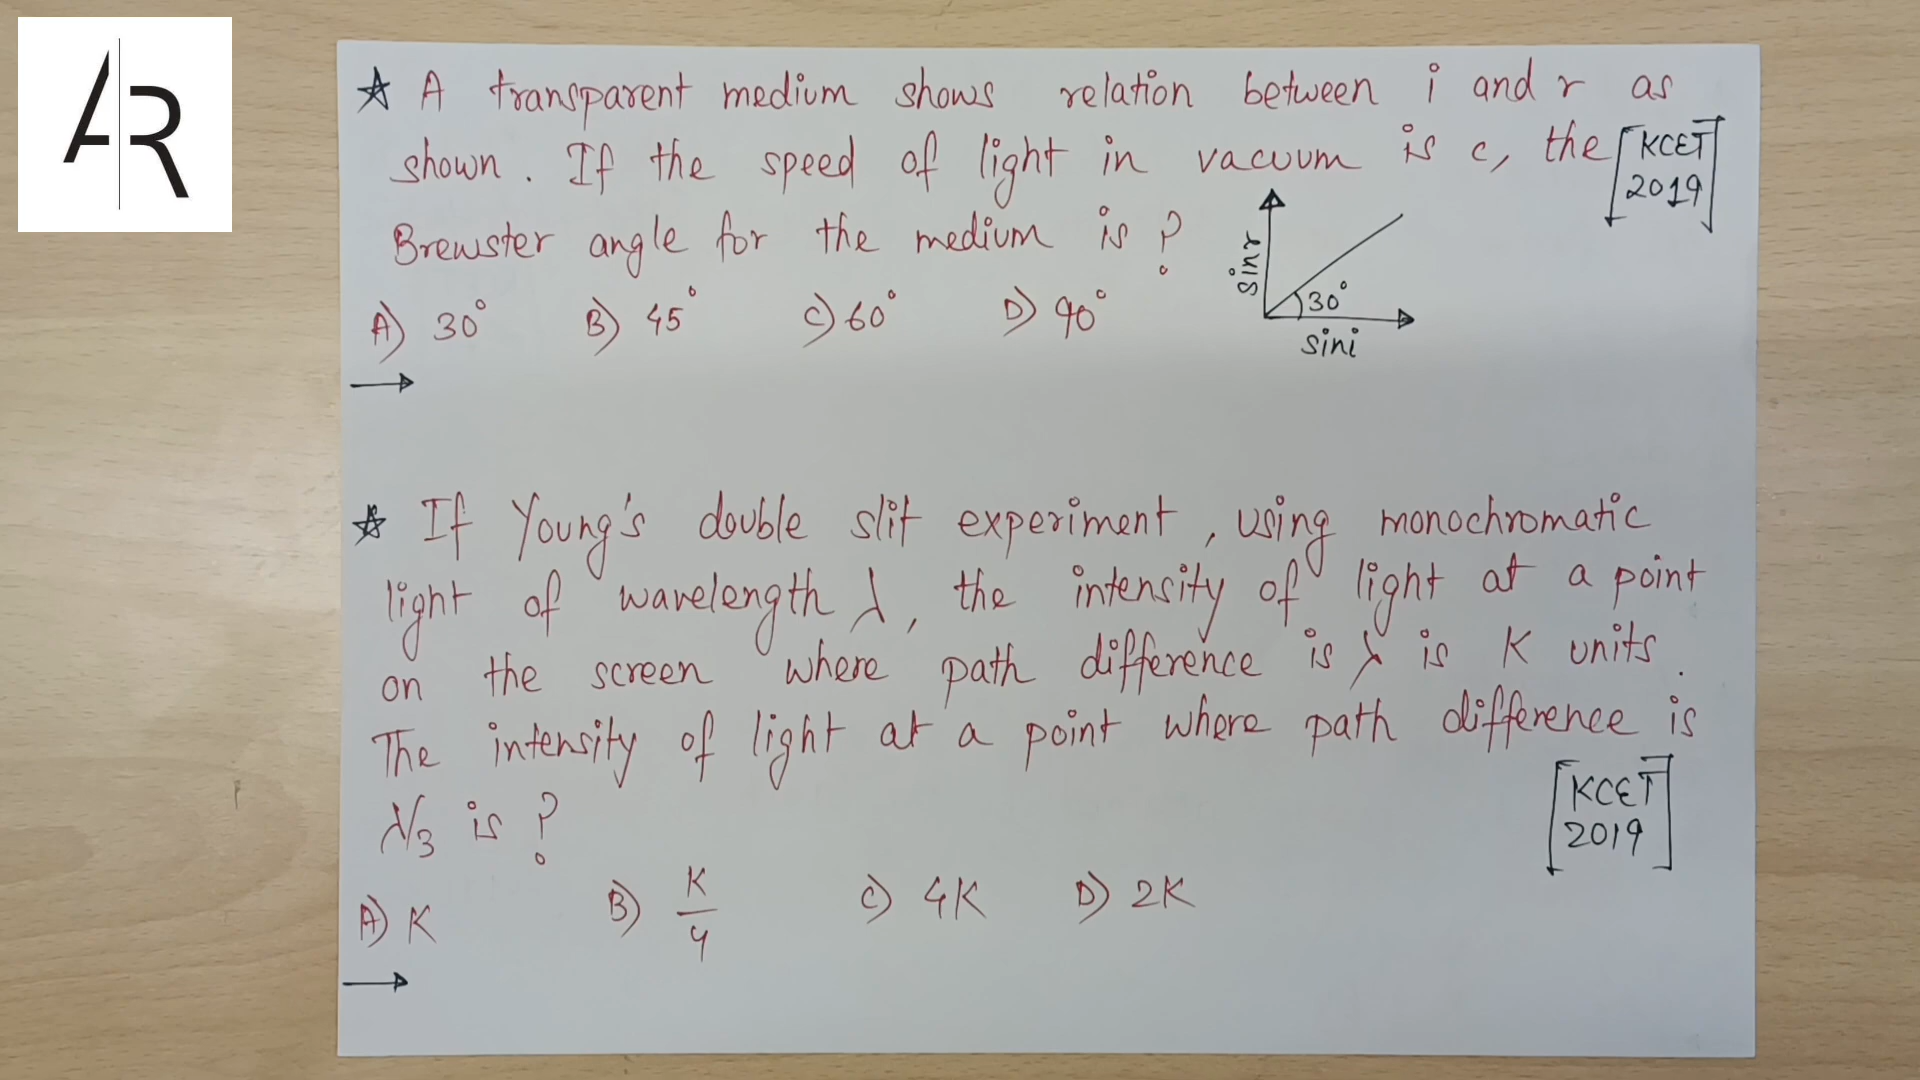 AR
☆ A transparent medium shows relation between i and r as
shown. If the speed of light in vacuum is c, the [KCET
2019]
Brewster angle for the medium is ?
sinr
30°
sini
A) 30° B) 45° C) 60° D) 90°
→
☆ If Young's double slit experiment, using monochromatic
light of wavelength λ, the intensity of light at a point
on the screen where path difference is λ is K units.
The intensity of light at a point where path difference is
λ/3 is ?
[KCET
2019]
A) K B) K/4 C) 4K D) 2K
→